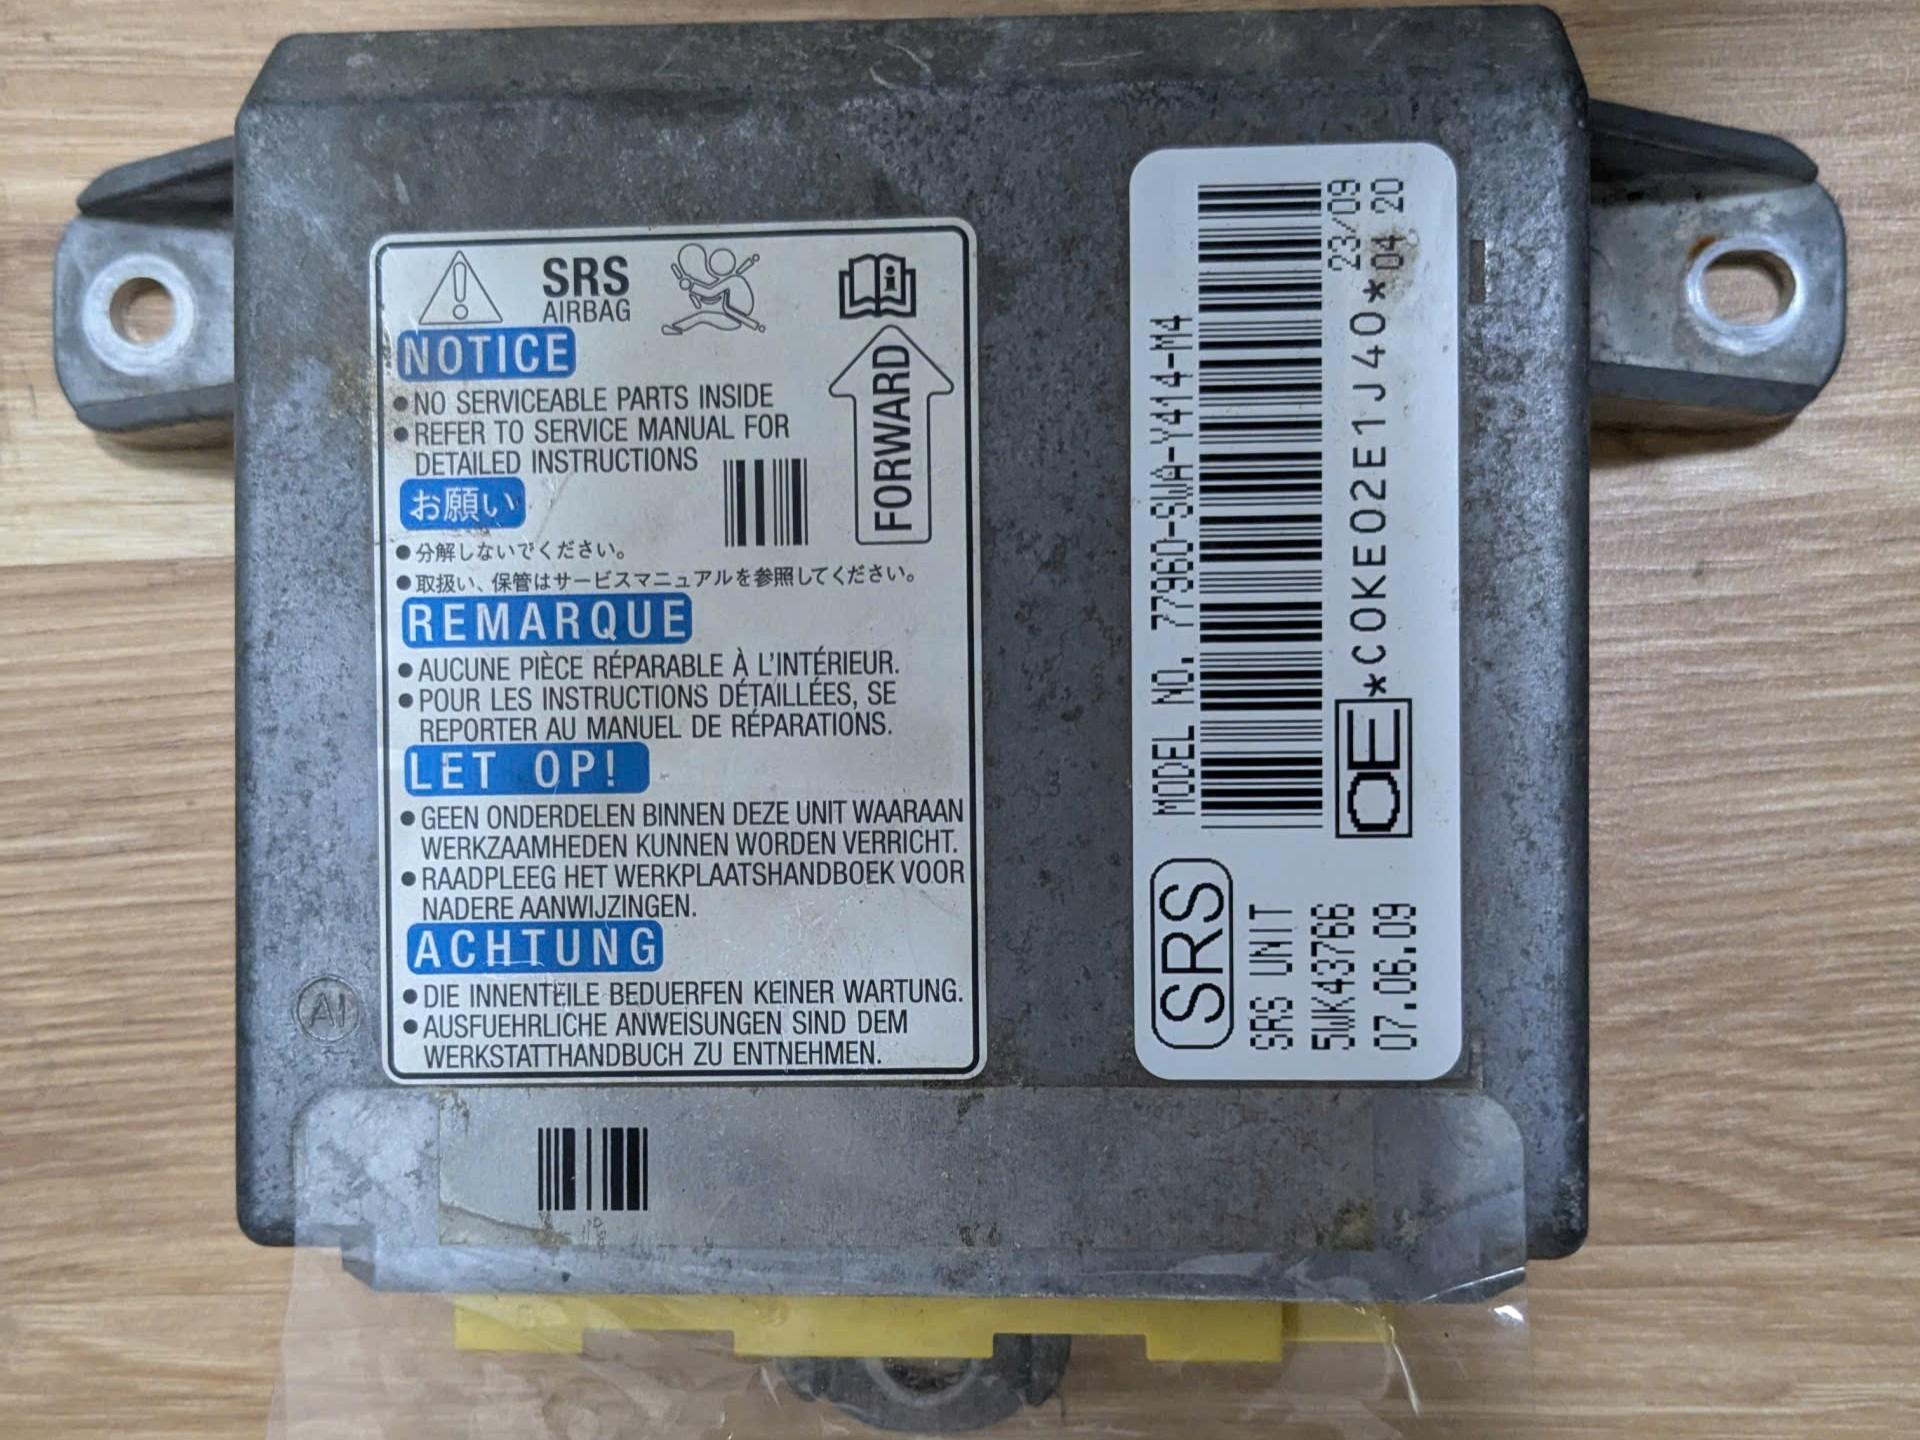 SRS
AIRBAG
NOTICE
● NO SERVICEABLE PARTS INSIDE
● REFER TO SERVICE MANUAL FOR
DETAILED INSTRUCTIONS
FORWARD
お願い
● 分解しないでください。
● 取扱い、保管はサービスマニュアルを参照してください。
REMARQUE
● AUCUNE PIÈCE RÉPARABLE À L'INTÉRIEUR.
● POUR LES INSTRUCTIONS DÉTAILLÉES, SE
REPORTER AU MANUEL DE RÉPARATIONS.
LET OP!
● GEEN ONDERDELEN BINNEN DEZE UNIT WAARAAN
WERKZAAMHEDEN KUNNEN WORDEN VERRICHT.
● RAADPLEEG HET WERKPLAATSHANDBOEK VOOR
NADERE AANWIJZINGEN.
ACHTUNG
● DIE INNENTEILE BEDUERFEN KEINER WARTUNG.
● AUSFUEHRLICHE ANWEISUNGEN SIND DEM
WERKSTATTHANDBUCH ZU ENTNEHMEN.
MODEL NO. 77960-SWA-Y414-M4
23/09
OE *C0KE02E1J40* 04 20
SRS
SRS UNIT
5WK43766
07.06.09
AI
3